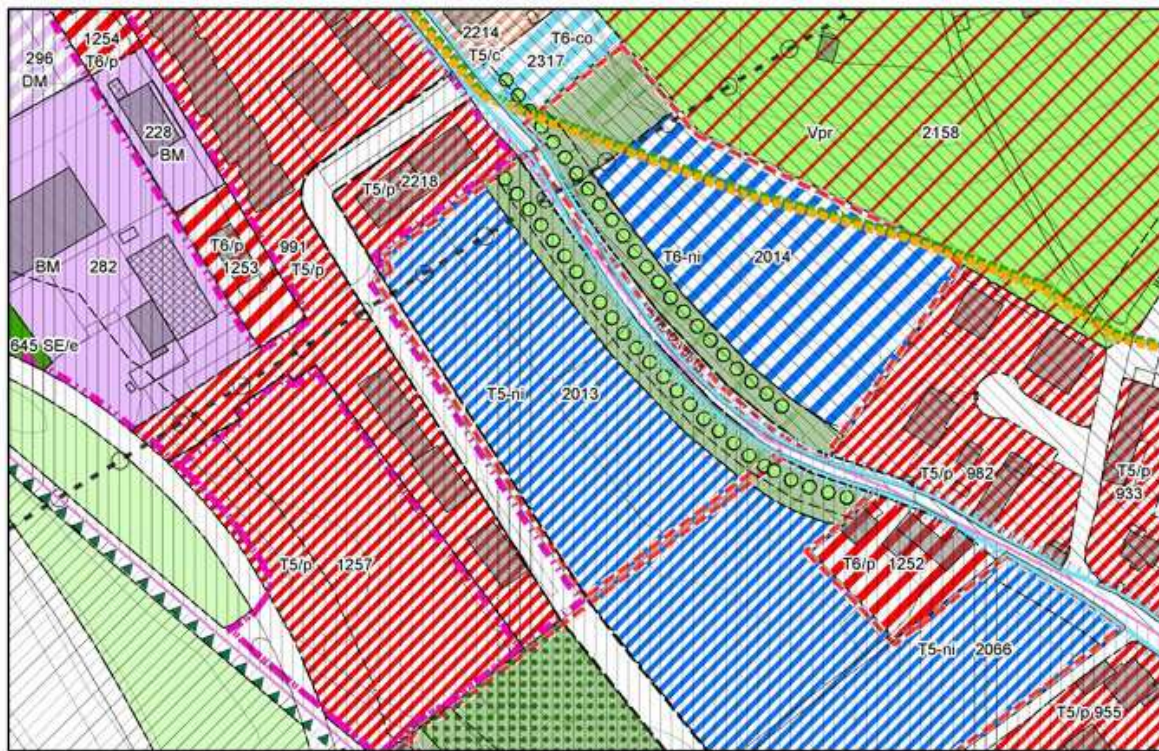 2214
T5/c
T6-co
2317
1254
T6/p
296
DM
228
BM
Vpr 2158
T5/p 2218
T6/p
1253
991
T5/p
T6-ni 2014
BM 282
645 SE/e
T5-ni 2013
T5/p 982
T5/p
933
T5/p 1257
T6/p 1252
T5-ni 2066
T5/p 955